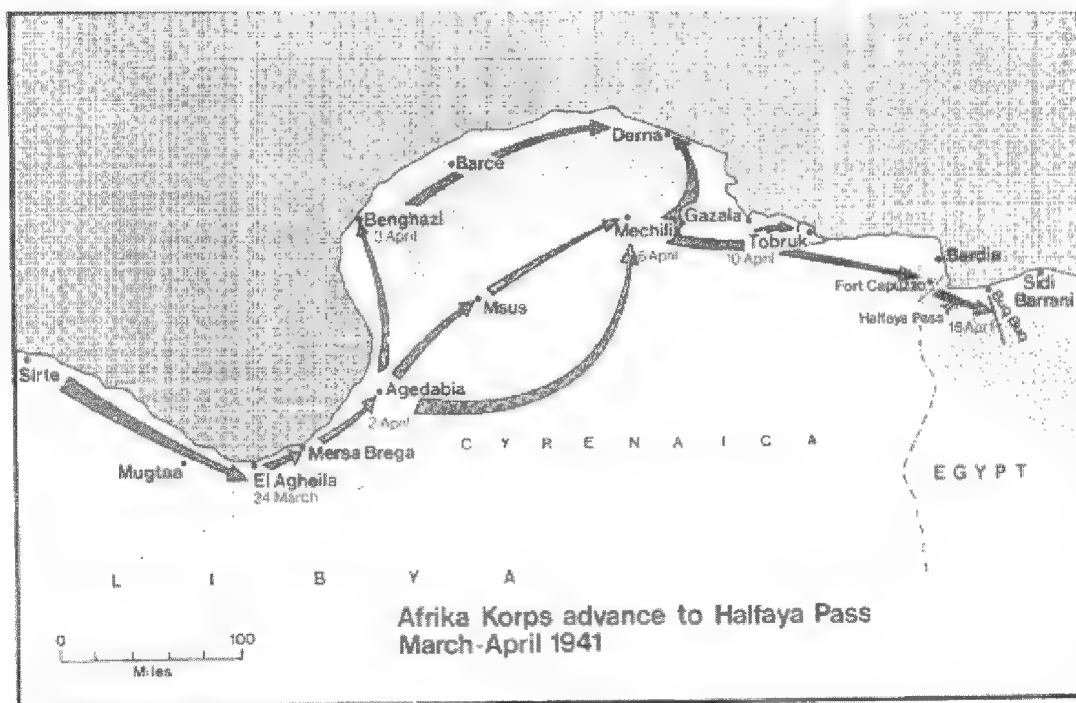 Derna
Barce
Benghazi
3 April
Gazala
Mechili
6 April
Tobruk
10 April
Bardia
Fort Capuzzo
Sidi
Barrani
Halfaya Pass
15 April
Msus
Sirte
Agedabia
2 April
C Y R E N A I C A
Mersa Brega
Mugtaa
El Agheila
24 March
E G Y P T
L I B Y A
Afrika Korps advance to Halfaya Pass
March-April 1941
0 100
Miles